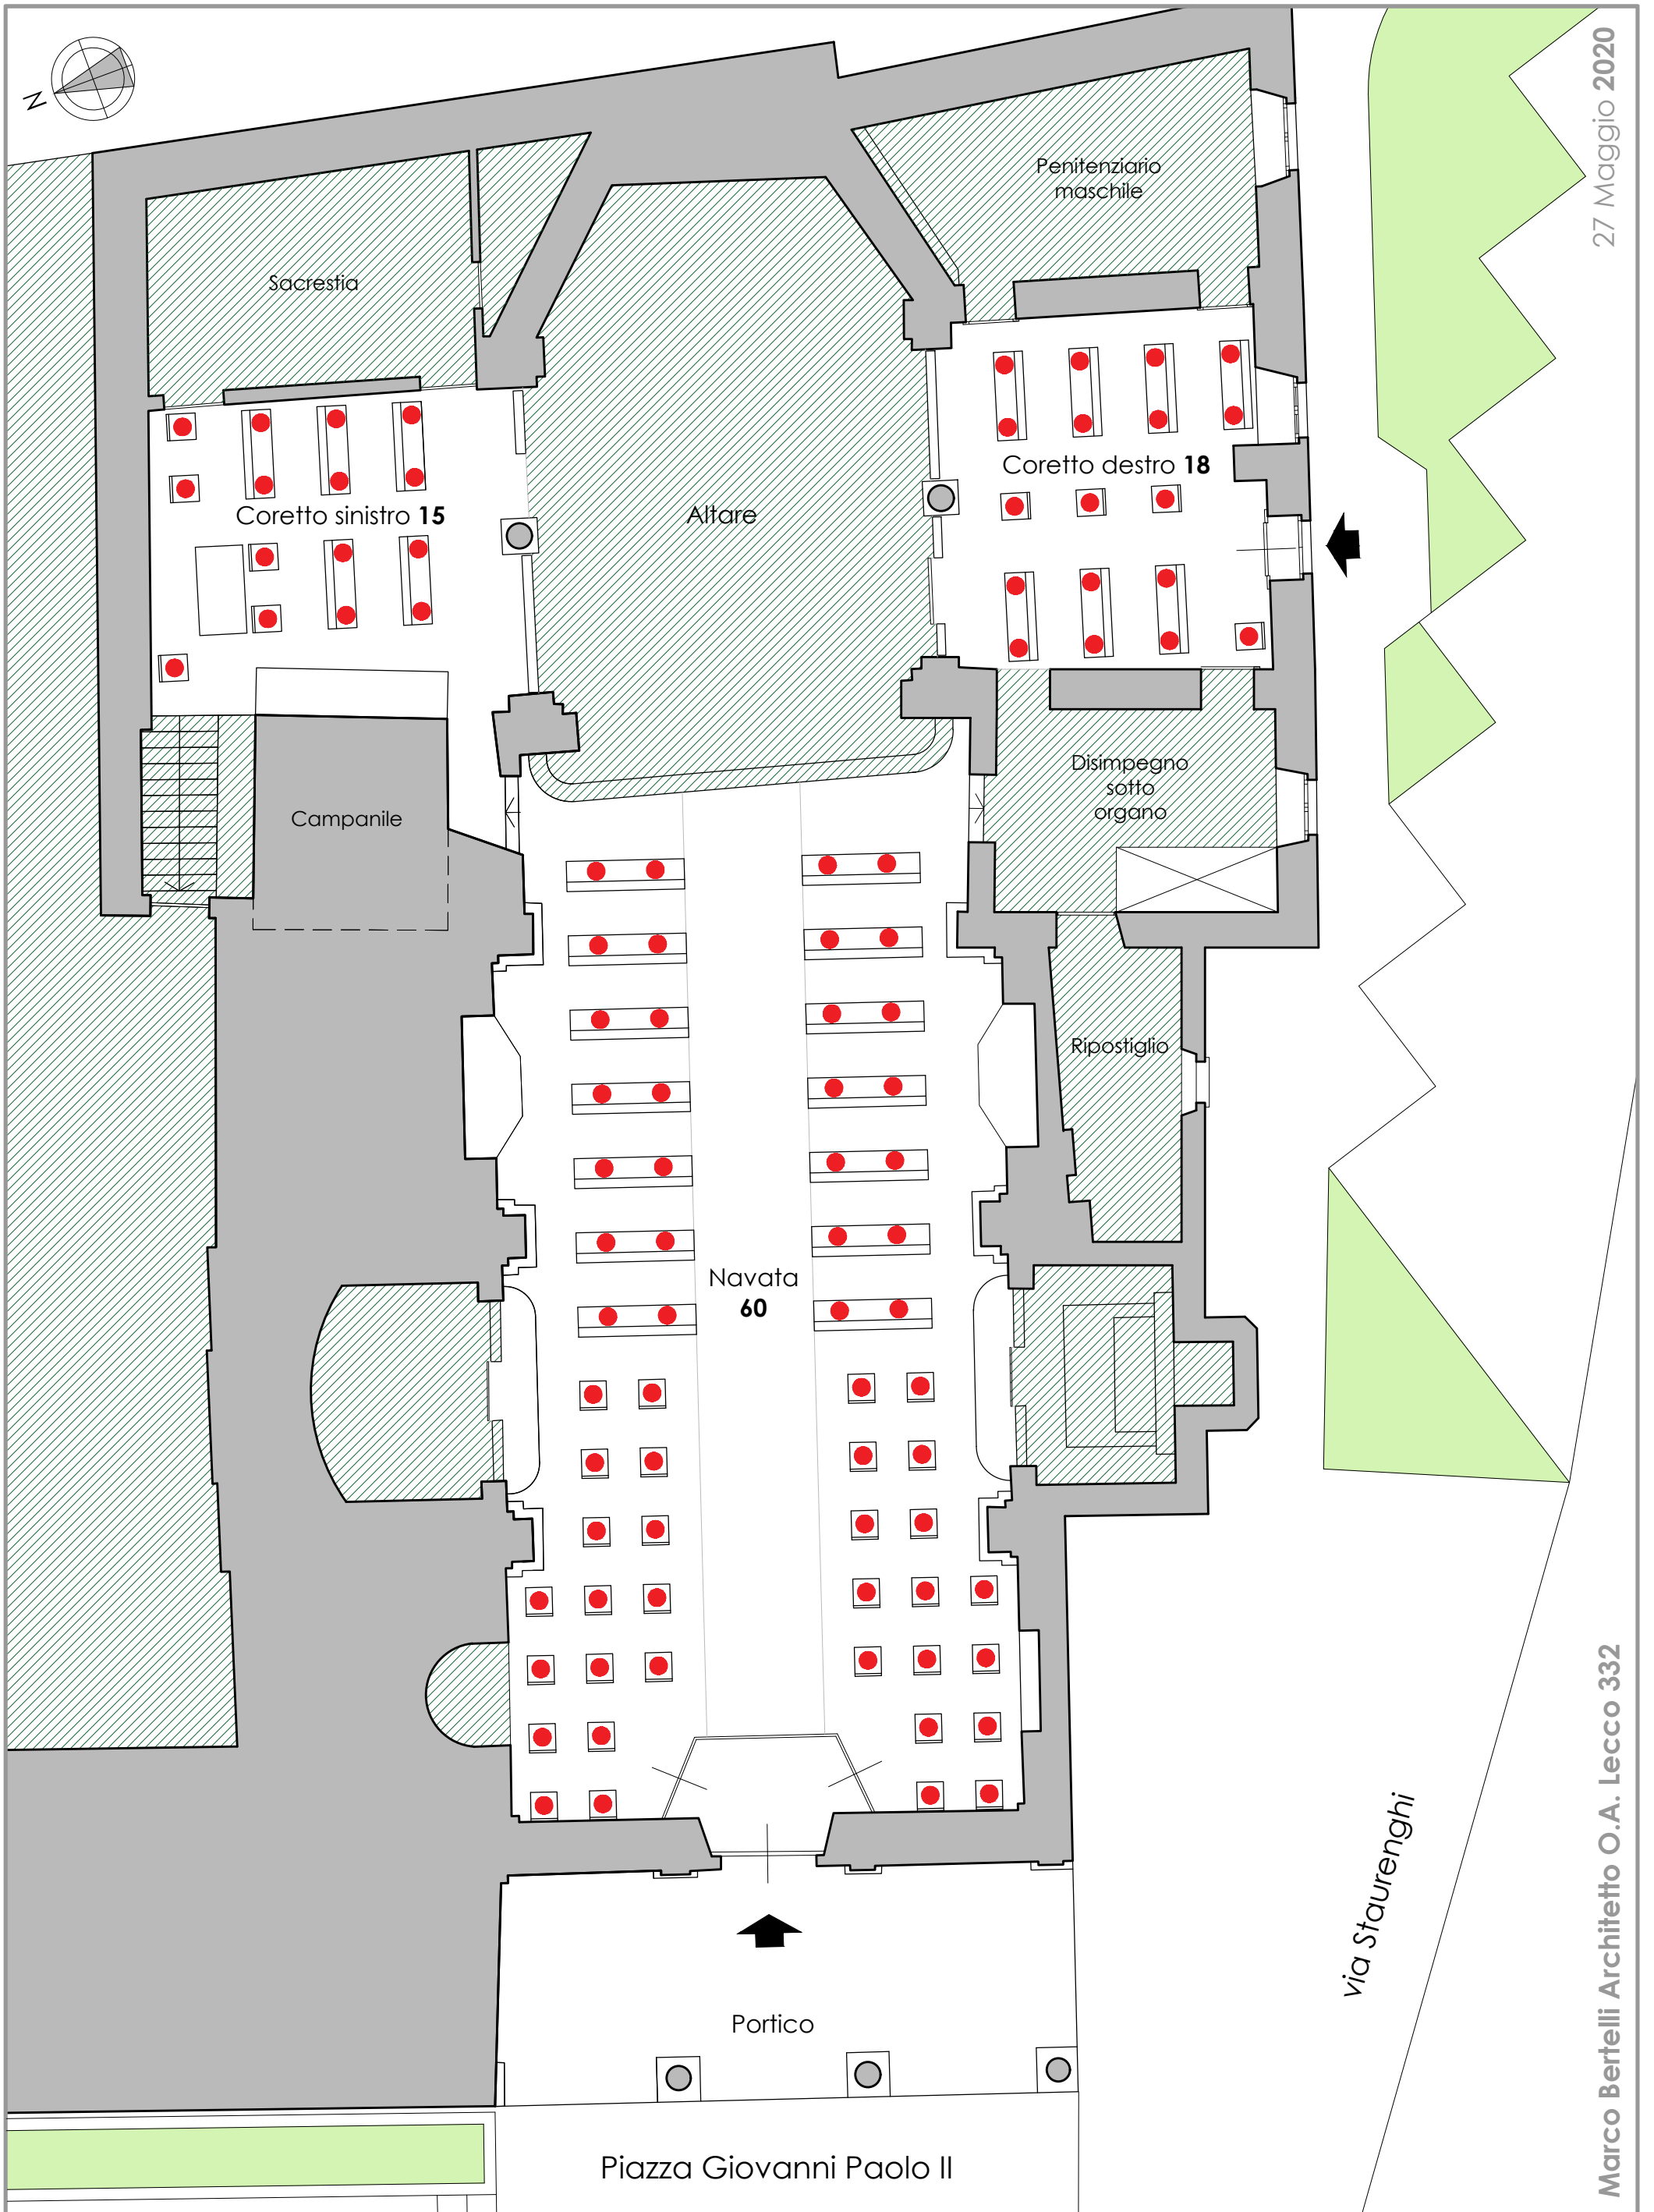 N
27 Maggio 2020
Penitenziario
maschile
Sacrestia
Coretto destro 18
Coretto sinistro 15
Altare
Disimpegno
sotto
organo
Campanile
Ripostiglio
Navata
60
via Staurenghi
Portico
Marco Bertelli Architetto O.A. Lecco 332
Piazza Giovanni Paolo II